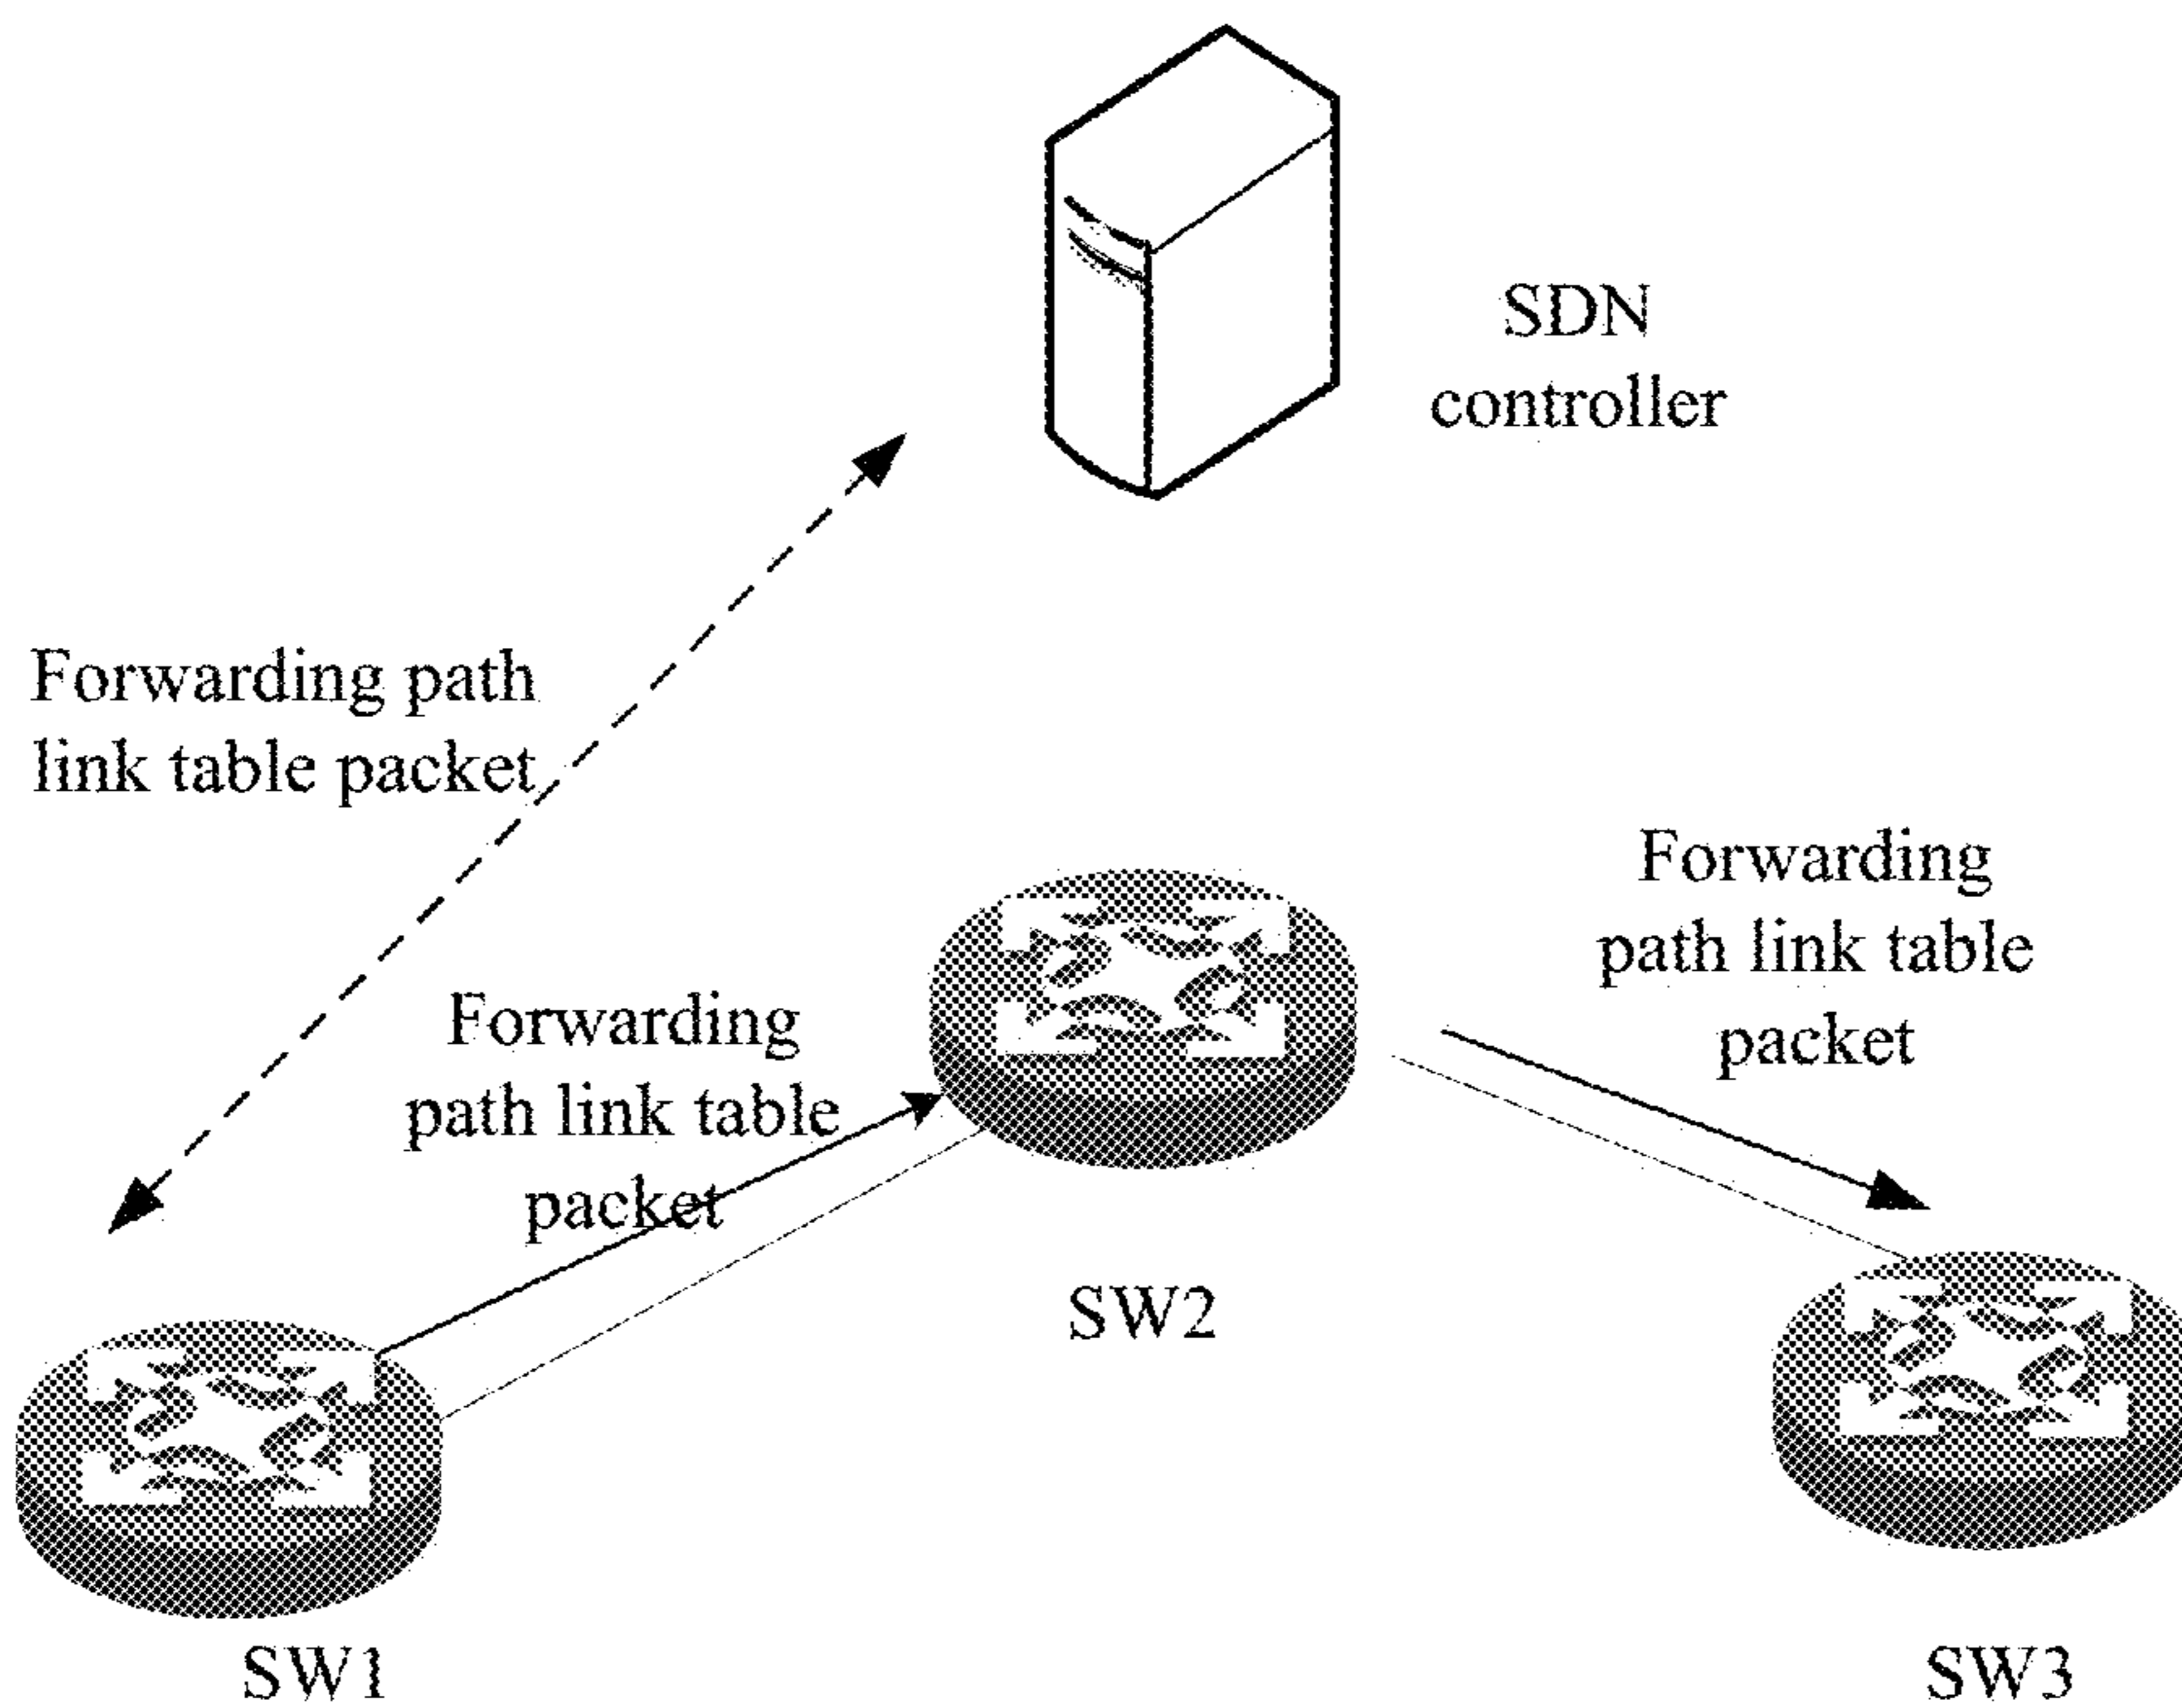 SDN
controller
Forwarding path
link table packet
Forwarding
path link table
packet
Forwarding
path link table
packet
SW2
SW1
SW3